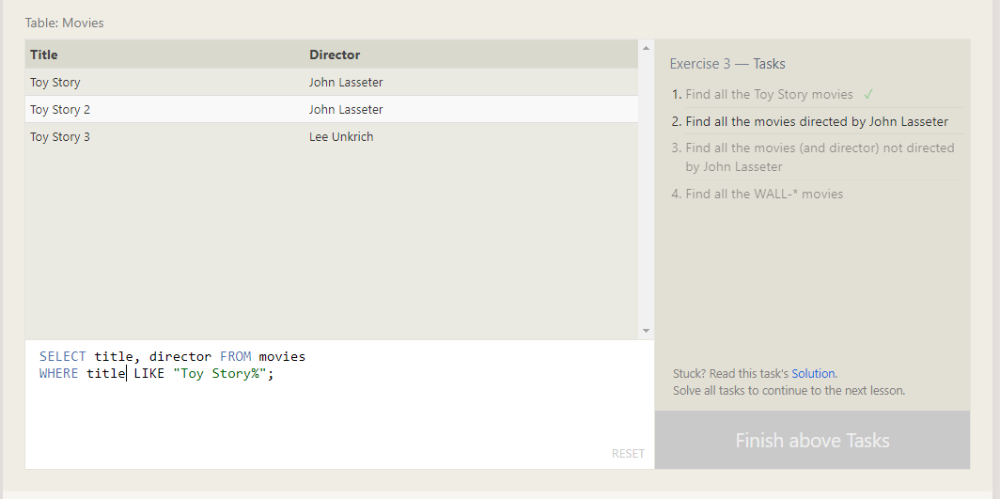 Table: Movies
Title Director
Toy Story John Lasseter
Toy Story 2 John Lasseter
Toy Story 3 Lee Unkrich
SELECT title, director FROM movies
WHERE title LIKE "Toy Story%";
RESET
Exercise 3 — Tasks
1. Find all the Toy Story movies ✓
2. Find all the movies directed by John Lasseter
3. Find all the movies (and director) not directed
by John Lasseter
4. Find all the WALL-* movies
Stuck? Read this task's Solution.
Solve all tasks to continue to the next lesson.
Finish above Tasks